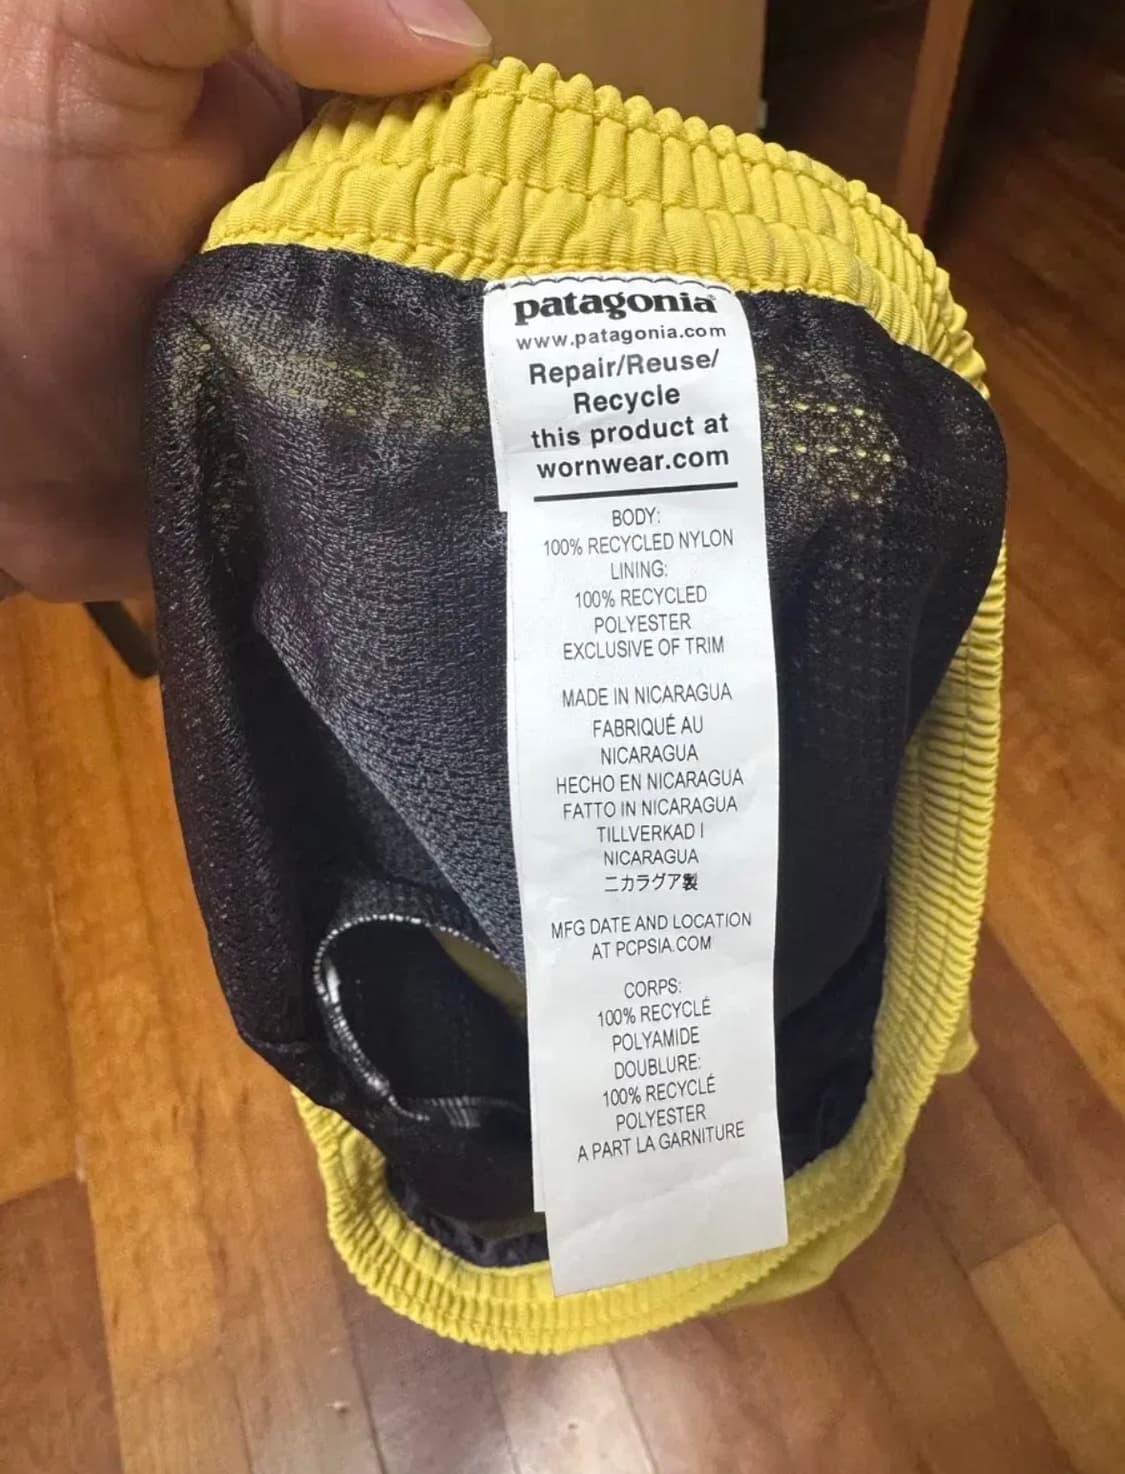 patagonia
www.patagonia.com
Repair/Reuse/
Recycle
this product at
wornwear.com
BODY:
100% RECYCLED NYLON
LINING:
100% RECYCLED
POLYESTER
EXCLUSIVE OF TRIM
MADE IN NICARAGUA
FABRIQUÉ AU
NICARAGUA
HECHO EN NICARAGUA
FATTO IN NICARAGUA
TILLVERKAD I
NICARAGUA
ニカラグア製
MFG DATE AND LOCATION
AT PCPSIA.COM
CORPS:
100% RECYCLÉ
POLYAMIDE
DOUBLURE:
100% RECYCLÉ
POLYESTER
A PART LA GARNITURE